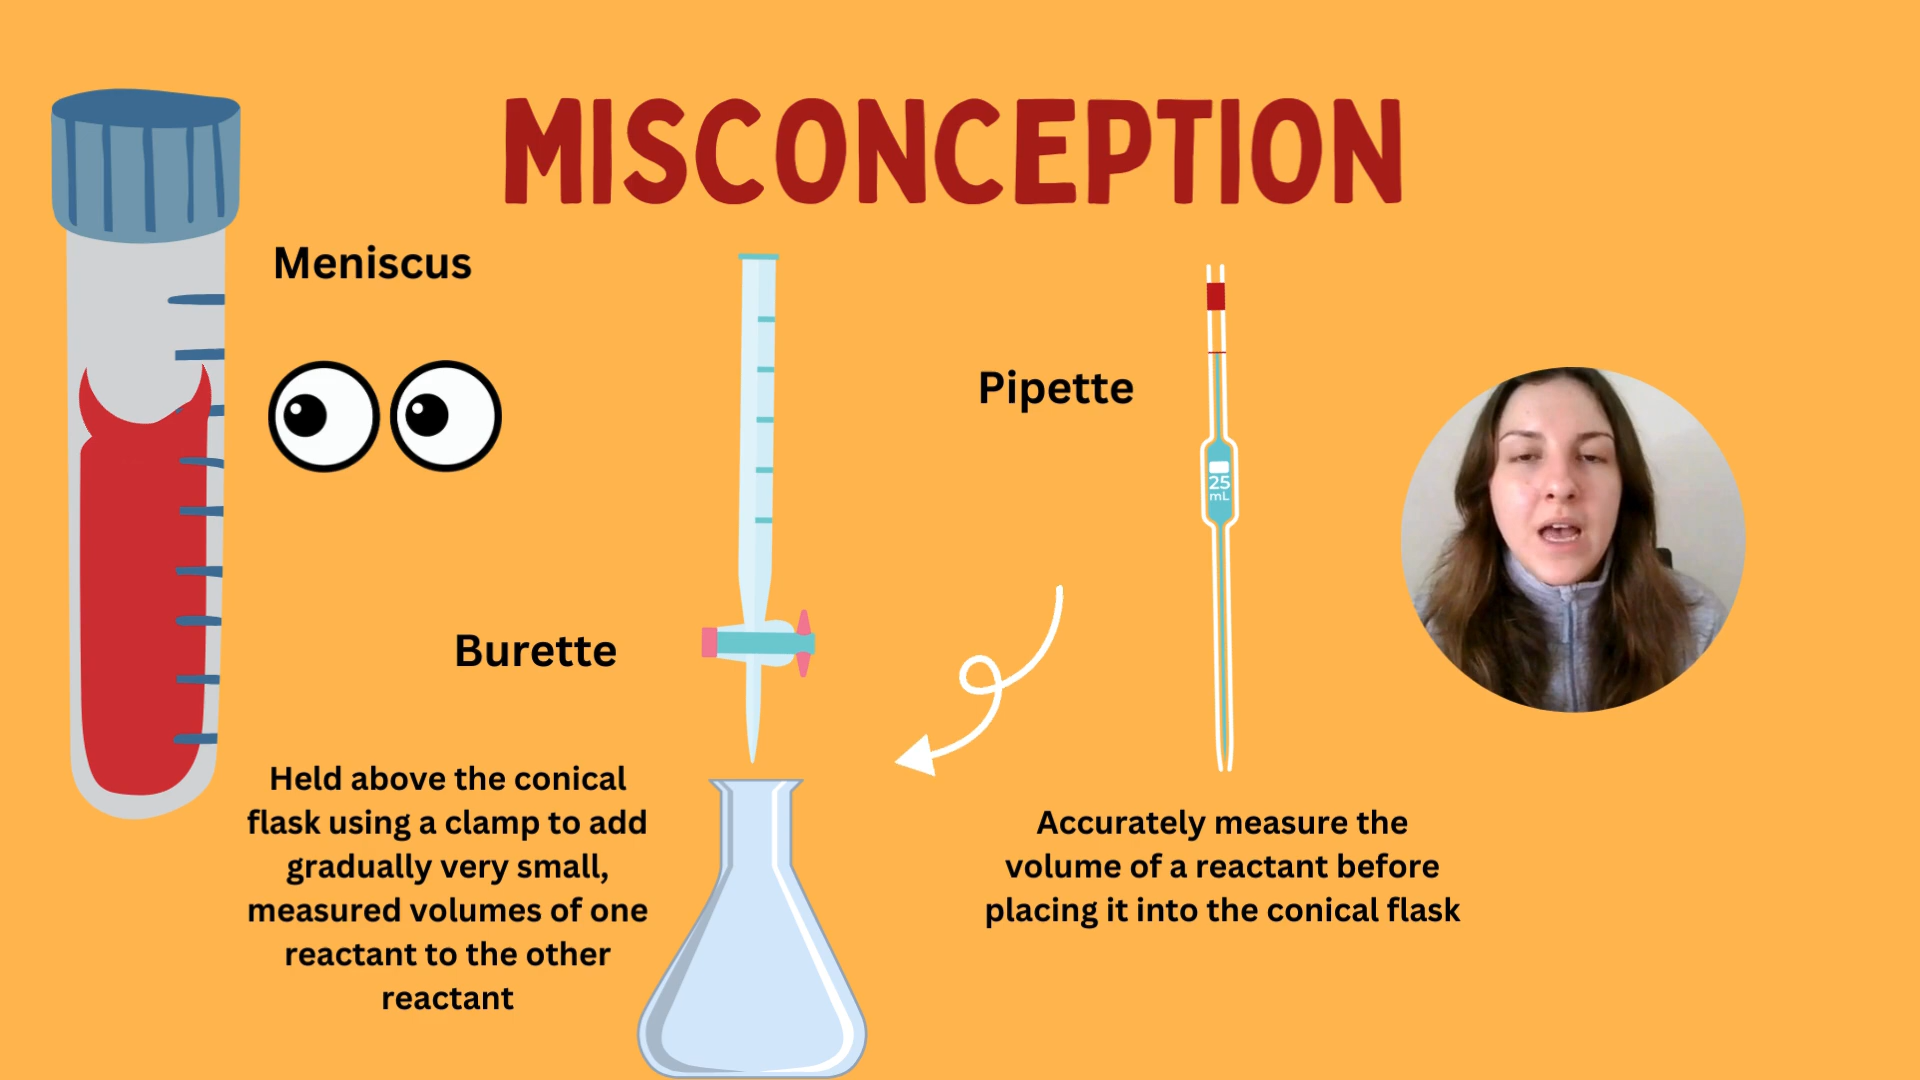 MISCONCEPTION
Meniscus
Pipette
25
mL
Burette
Held above the conical
flask using a clamp to add
gradually very small,
measured volumes of one
reactant to the other
reactant
Accurately measure the
volume of a reactant before
placing it into the conical flask